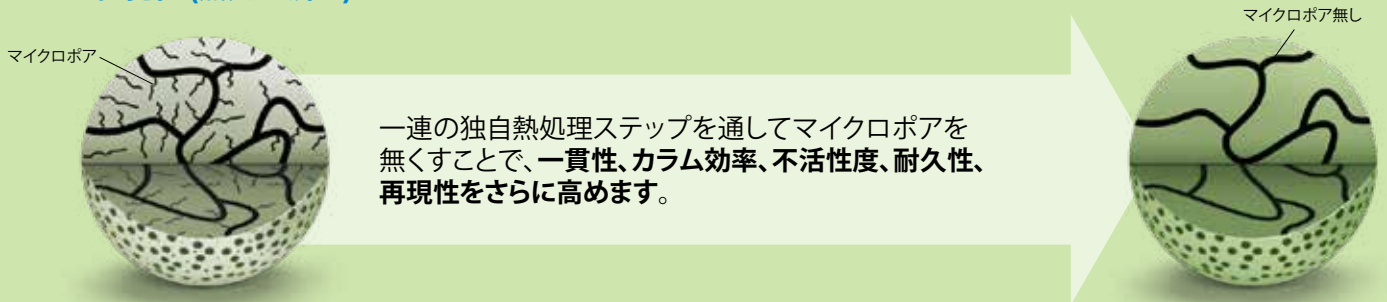 マイクロポア無し
マイクロポア
一連の独自熱処理ステップを通してマイクロポアを
無くすことで、一貫性、カラム効率、不活性度、耐久性、
再現性をさらに高めます。